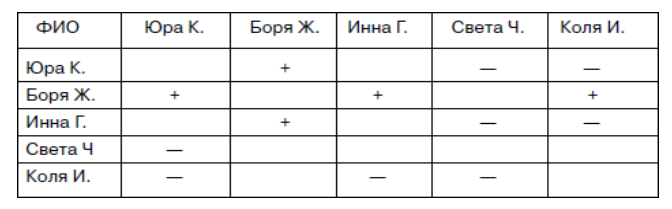 ФИО Юра К. Боря Ж. Инна Г. Света Ч. Коля И.
Юра К. + — —
Боря Ж. + + +
Инна Г. + — —
Света Ч —
Коля И. — — —